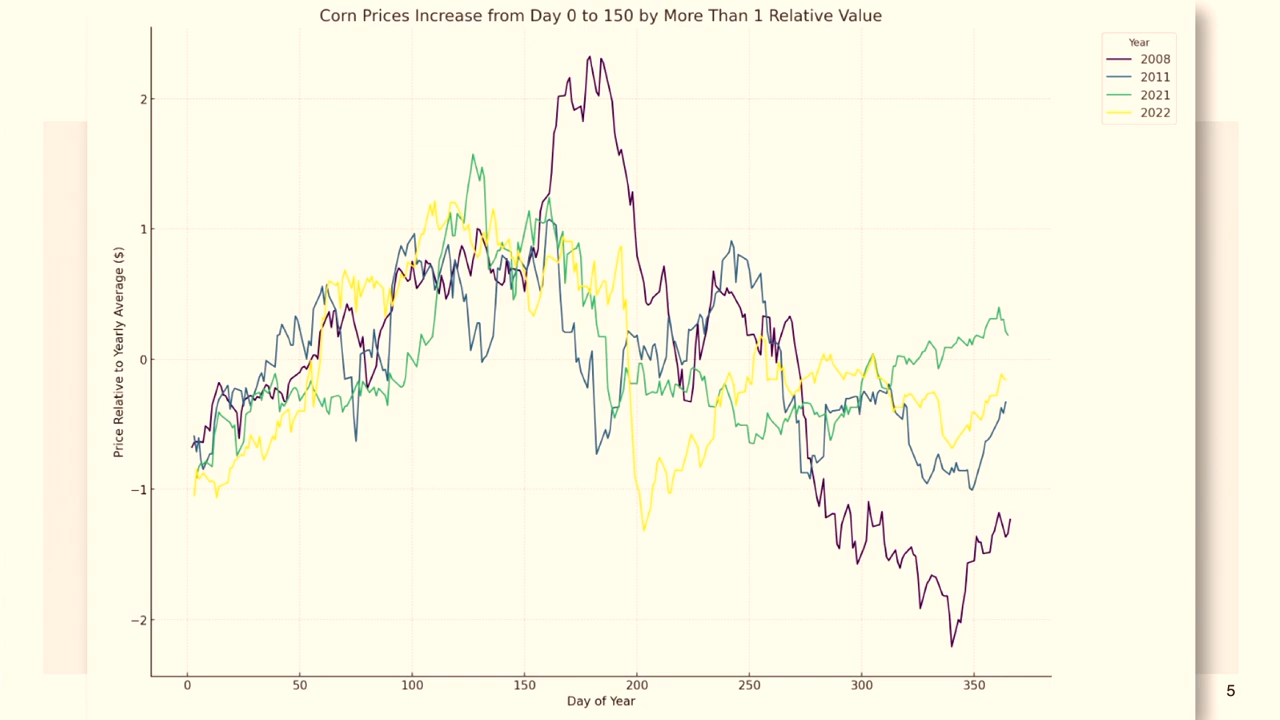 Corn Prices Increase from Day 0 to 150 by More Than 1 Relative Value
Year
2008
2011
2021
2022
Price Relative to Yearly Average ($)
2
1
0
−1
−2
0 50 100 150 200 250 300 350
Day of Year
5